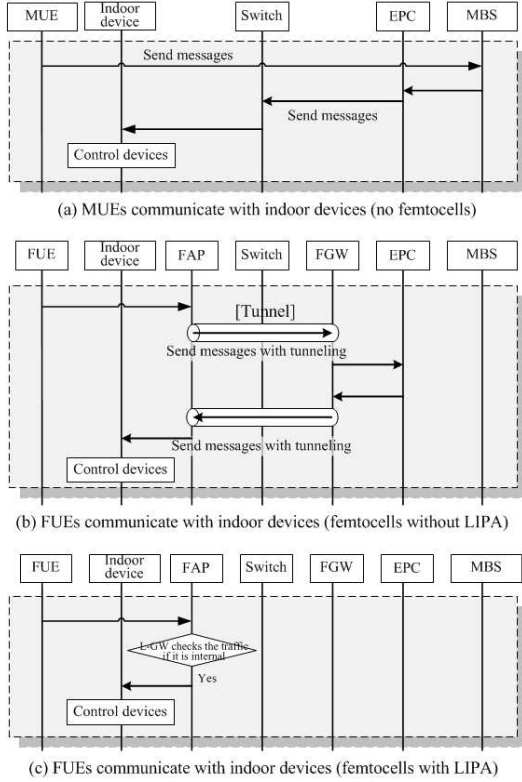 MUE Indoor device Switch EPC MBS
Send messages
Send messages
Control devices
(a) MUEs communicate with indoor devices (no femtocells)
FUE Indoor device FAP Switch FGW EPC MBS
[Tunnel]
Send messages with tunneling
Send messages with tunneling
Control devices
(b) FUEs communicate with indoor devices (femtocells without LIPA)
FUE Indoor device FAP Switch FGW EPC MBS
L-GW checks the traffic
if it is internal
Yes
Control devices
(c) FUEs communicate with indoor devices (femtocells with LIPA)